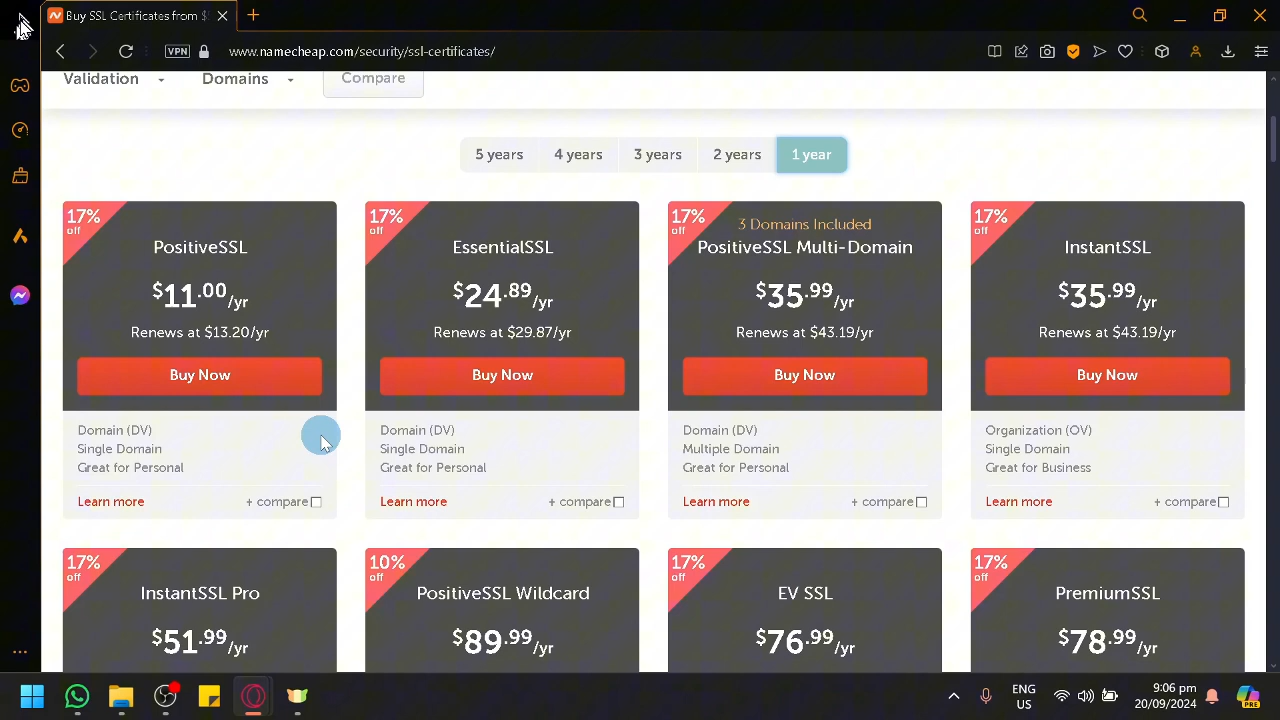 Buy SSL Certificates from $
VPN
www.namecheap.com/security/ssl-certificates/
Validation
Domains
Compare
5 years
4 years
3 years
2 years
1 year
17%
off
PositiveSSL
$11.00/yr
Renews at $13.20/yr
Buy Now
Domain (DV)
Single Domain
Great for Personal
Learn more
+ compare
17%
off
EssentialSSL
$24.89/yr
Renews at $29.87/yr
Buy Now
Domain (DV)
Single Domain
Great for Personal
Learn more
+ compare
17%
off
3 Domains Included
PositiveSSL Multi-Domain
$35.99/yr
Renews at $43.19/yr
Buy Now
Domain (DV)
Multiple Domain
Great for Personal
Learn more
+ compare
17%
off
InstantSSL
$35.99/yr
Renews at $43.19/yr
Buy Now
Organization (OV)
Single Domain
Great for Business
Learn more
+ compare
17%
off
InstantSSL Pro
$51.99/yr
10%
off
PositiveSSL Wildcard
$89.99/yr
17%
off
EV SSL
$76.99/yr
17%
off
PremiumSSL
$78.99/yr
ENG
US
9:06 pm
20/09/2024
PRE